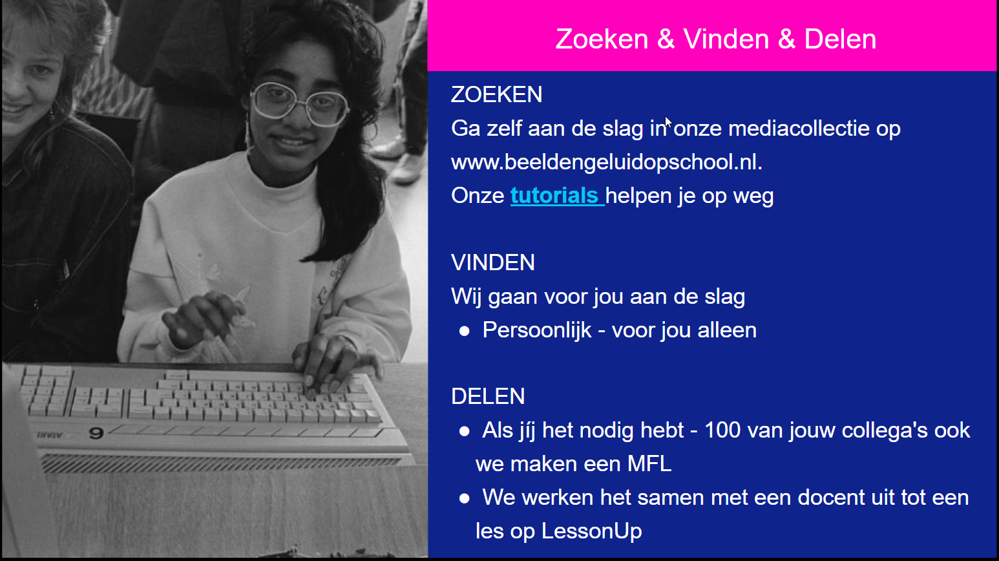 Zoeken & Vinden & Delen
ZOEKEN
Ga zelf aan de slag in onze mediacollectie op
www.beeldengeluidopschool.nl.
Onze tutorials helpen je op weg
VINDEN
Wij gaan voor jou aan de slag
● Persoonlijk - voor jou alleen
DELEN
● Als jíj het nodig hebt - 100 van jouw collega's ook
we maken een MFL
● We werken het samen met een docent uit tot een
les op LessonUp
ATARI